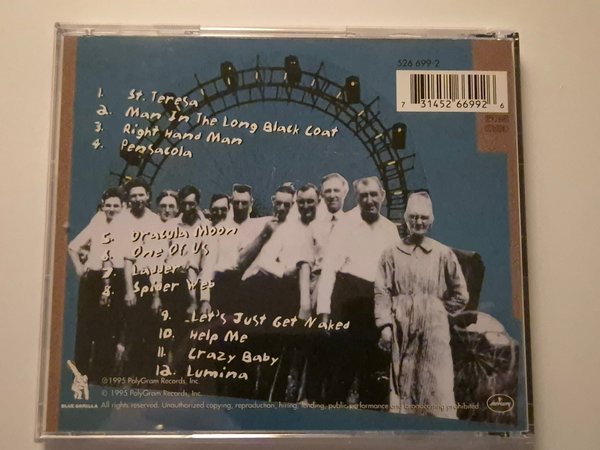 526 699-2
7 31452 66992 6
1. St. Teresa
2. Man In The Long Black Coat
3. Right Hand Man
4. Pensacola
5. Dracula Moon
6. One Of Us
7. Ladder
8. Spider Web
9. Let's Just Get Naked
10. Help Me
11. Crazy Baby
12. Lumina
℗1995 PolyGram Records, Inc.
© 1995 PolyGram Records, Inc.
BLUE GORILLA
All rights reserved. Unauthorized copying, reproduction, hiring, lending, public performance and broadcasting prohibited.
mercury